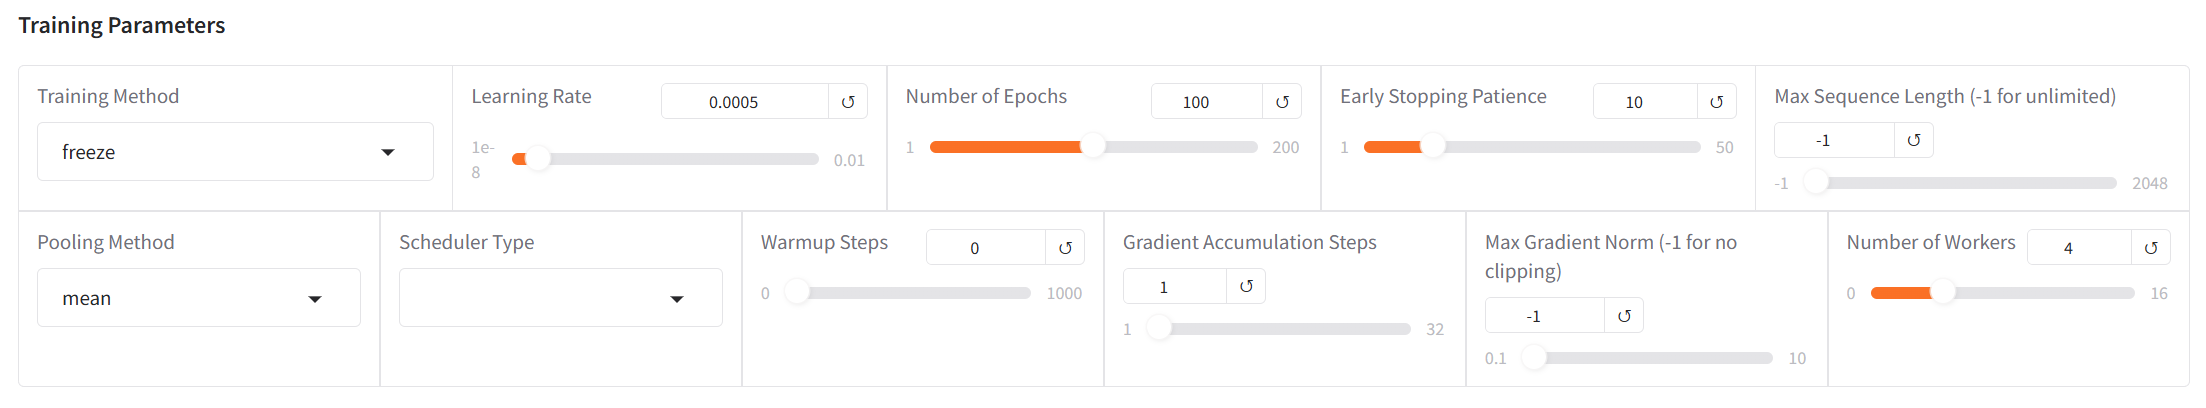 Training Parameters
Training Method
freeze
Learning Rate
0.0005
1e-
8
0.01
Number of Epochs
100
1
200
Early Stopping Patience
10
1
50
Max Sequence Length (-1 for unlimited)
-1
-1
2048
Pooling Method
mean
Scheduler Type
Warmup Steps
0
0
1000
Gradient Accumulation Steps
1
1
32
Max Gradient Norm (-1 for no
clipping)
-1
0.1
10
Number of Workers
4
0
16